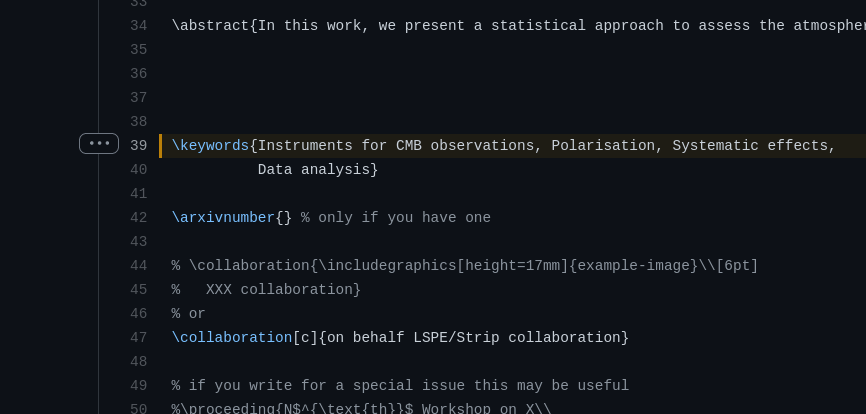 33
34 \abstract{In this work, we present a statistical approach to assess the
35
36
37
38
39 \keywords{Instruments for CMB observations, Polarisation, Systematic effects,
40 Data analysis}
41
42 \arxivnumber{} % only if you have one
43
44 % \collaboration{\includegraphics[height=17mm]{example-image}\\[6pt]
45 %   XXX collaboration}
46 % or
47 \collaboration[c]{on behalf LSPE/Strip collaboration}
48
49 % if you write for a special issue this may be useful
50 %\proceeding{N$^{\text{th}}$ Workshop on X\\